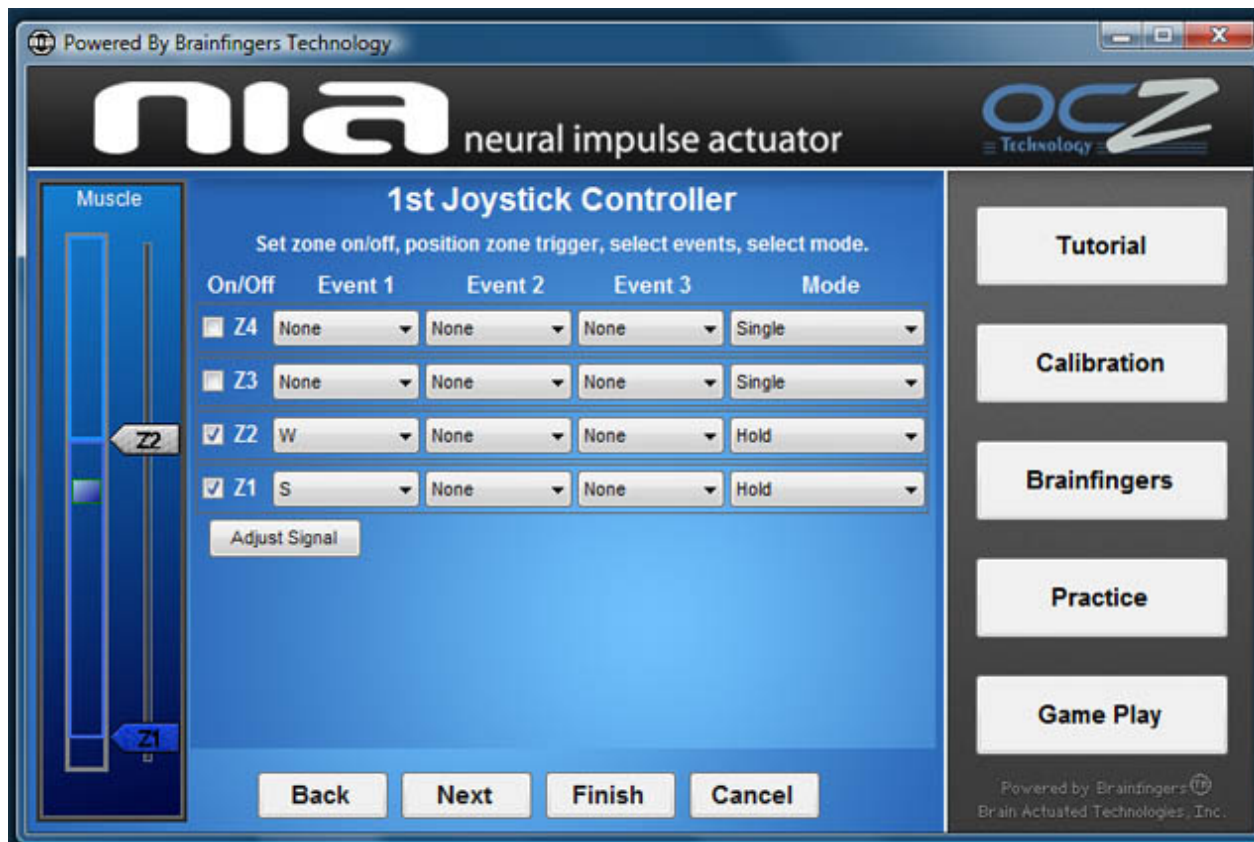 Powered By Brainfingers Technology
nia neural impulse actuator
OCZ
Technology
Muscle
Z2
Z1
1st Joystick Controller
Set zone on/off, position zone trigger, select events, select mode.
On/Off Event 1 Event 2 Event 3 Mode
Z4 None None None Single
Z3 None None None Single
Z2 W None None Hold
Z1 S None None Hold
Adjust Signal
Back Next Finish Cancel
Tutorial
Calibration
Brainfingers
Practice
Game Play
Powered by Brainfingers
Brain Actuated Technologies, Inc.